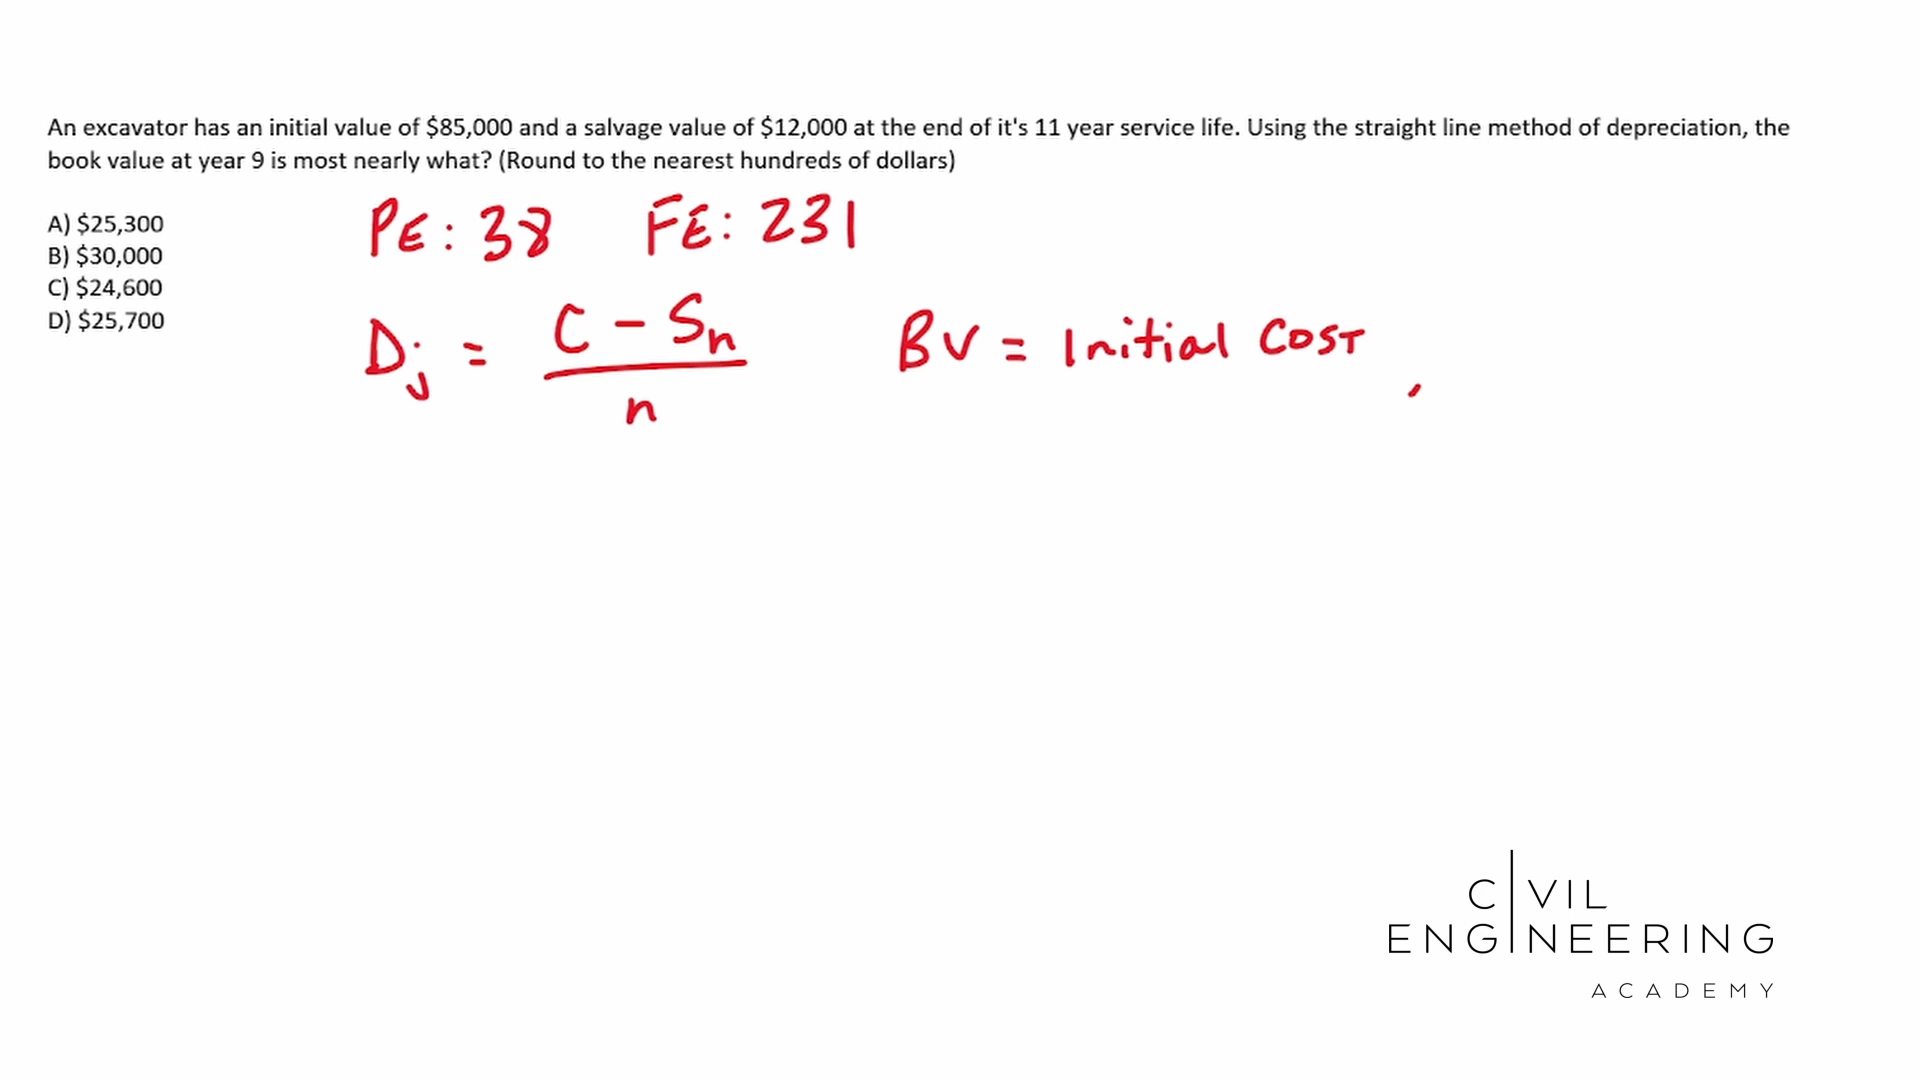 An excavator has an initial value of $85,000 and a salvage value of $12,000 at the end of it's 11 year service life. Using the straight line method of depreciation, the
book value at year 9 is most nearly what? (Round to the nearest hundreds of dollars)
A) $25,300
B) $30,000
C) $24,600
D) $25,700
PE: 38 FE: 231
Dj = C - Sn
n
BV = Initial Cost
CIVIL
ENGINEERING
ACADEMY